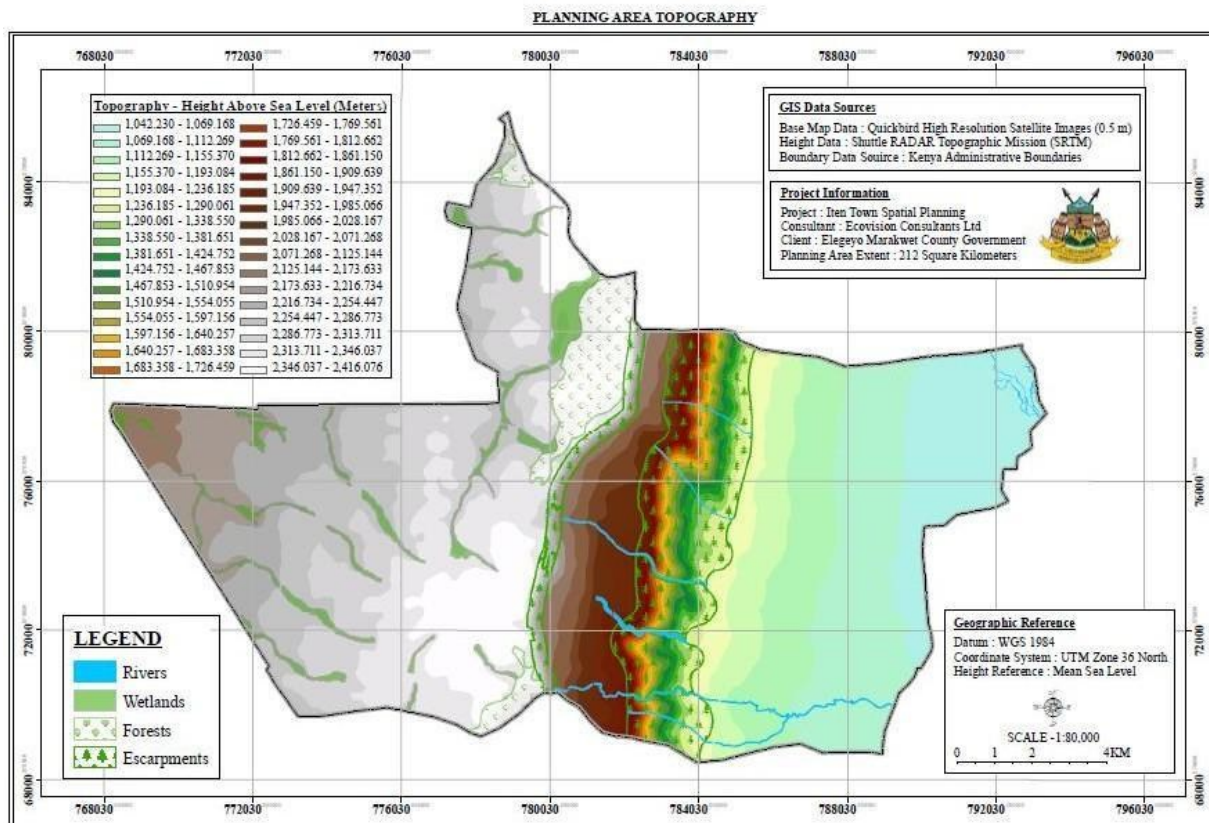 PLANNING AREA TOPOGRAPHY
768030 772030 776030 780030 784030 788030 792030 796030
Topography - Height Above Sea Level (Meters)
1,042.230 - 1,069.168 1,726.459 - 1,769.561
1,069.168 - 1,112.269 1,769.561 - 1,812.662
1,112.269 - 1,155.370 1,812.662 - 1,861.150
1,155.370 - 1,193.084 1,861.150 - 1,909.639
1,193.084 - 1,236.185 1,909.639 - 1,947.352
1,236.185 - 1,290.061 1,947.352 - 1,985.066
1,290.061 - 1,338.550 1,985.066 - 2,028.167
1,338.550 - 1,381.651 2,028.167 - 2,071.268
1,381.651 - 1,424.752 2,071.268 - 2,125.144
1,424.752 - 1,467.853 2,125.144 - 2,173.633
1,467.853 - 1,510.954 2,173.633 - 2,216.734
1,510.954 - 1,554.055 2,216.734 - 2,254.447
1,554.055 - 1,597.156 2,254.447 - 2,286.773
1,597.156 - 1,640.257 2,286.773 - 2,313.711
1,640.257 - 1,683.358 2,313.711 - 2,346.037
1,683.358 - 1,726.459 2,346.037 - 2,416.076
GIS Data Sources
Base Map Data : Quickbird High Resolution Satellite Images (0.5 m)
Height Data : Shuttle RADAR Topographic Mission (SRTM)
Boundary Data Souirce : Kenya Administrative Boundaries
Project Information
Project : Iten Town Spatial Planning
Consultant : Ecovision Consultants Ltd
Client : Elegeyo Marakwet County Government
Planning Area Extent : 212 Square Kilometers
84000 84000
80000 80000
76000 76000
72000 72000
68000 68000
LEGEND
Rivers
Wetlands
Forests
Escarpments
Geographic Reference
Datum : WGS 1984
Coordinate System : UTM Zone 36 North
Height Reference : Mean Sea Level
SCALE -1:80,000
0 1 2 4KM
768030 772030 776030 780030 784030 788030 792030 796030